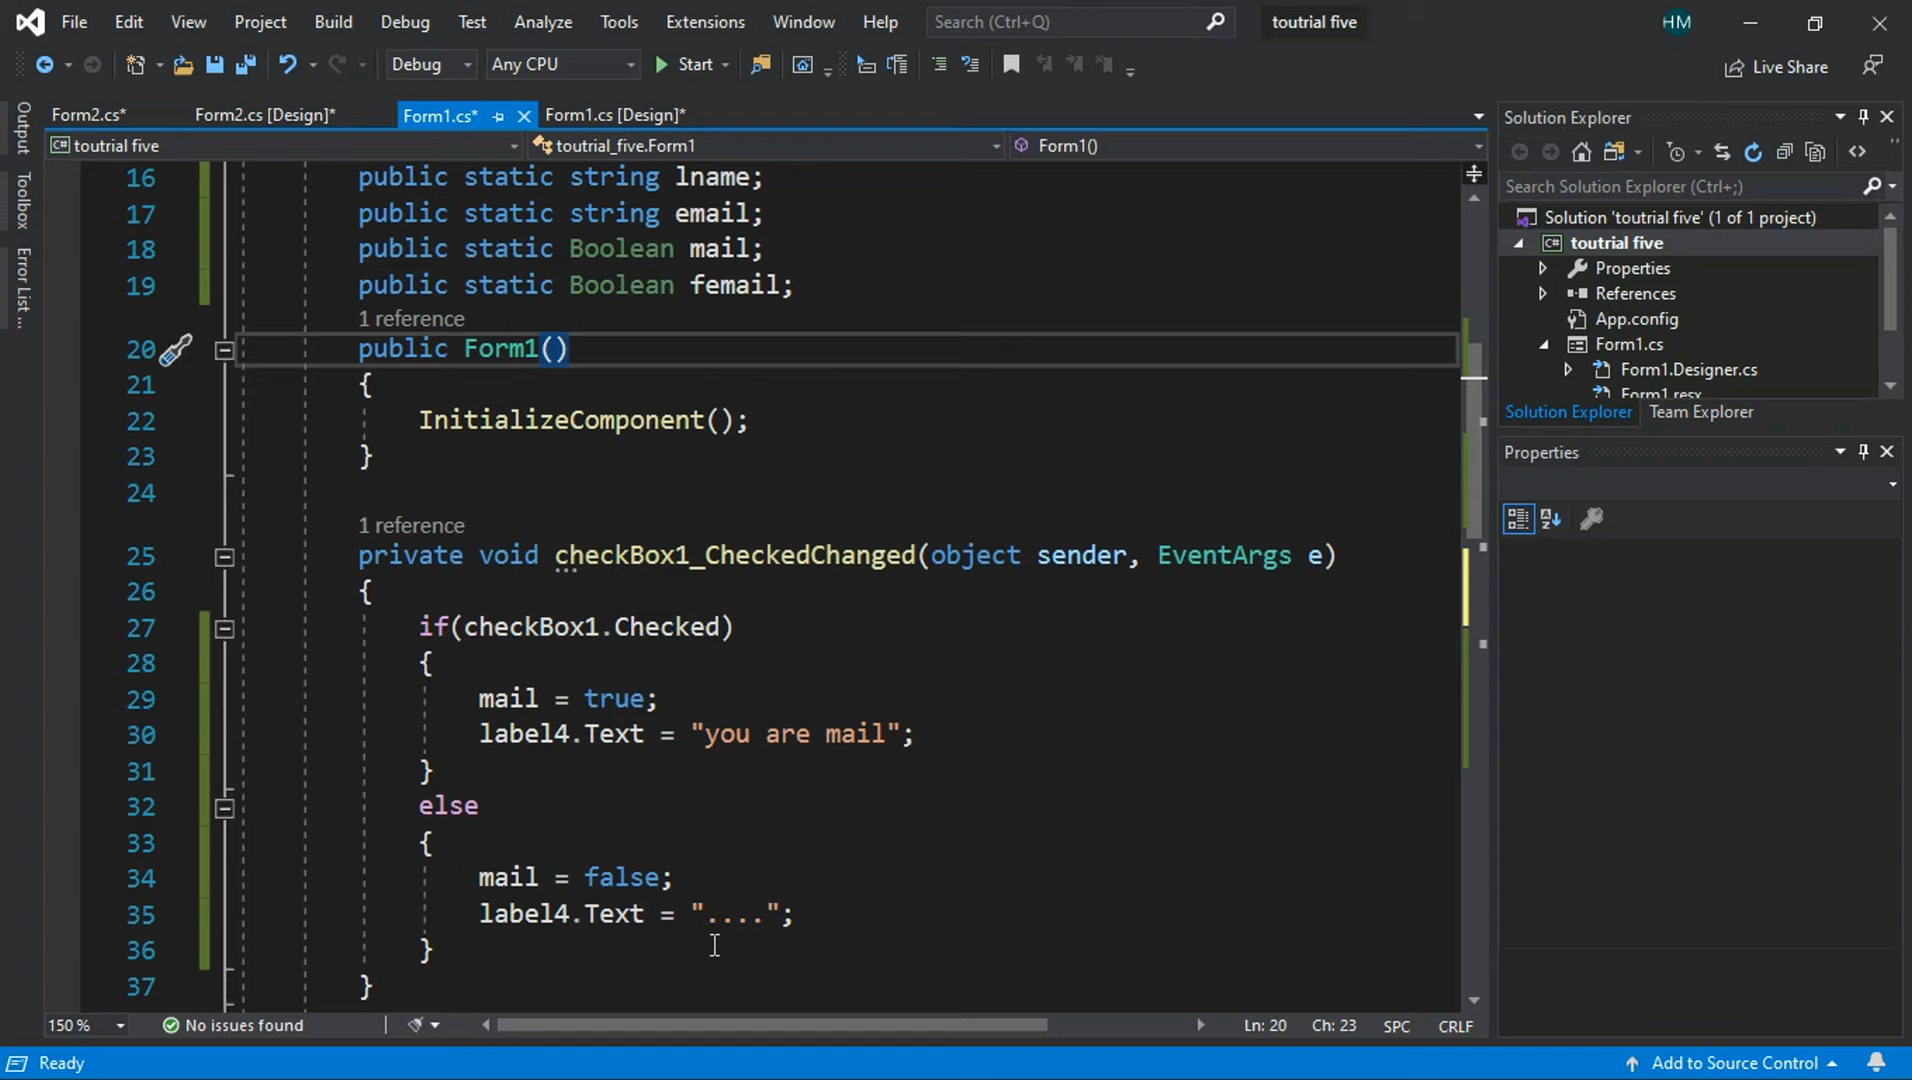 File Edit View Project Build Debug Test Analyze Tools Extensions Window Help Search (Ctrl+Q) toutrial five HM
Debug Any CPU Start Live Share
Output
Toolbox
Error List ...
Form2.cs* Form2.cs [Design]* Form1.cs* Form1.cs [Design]*
C# toutrial five toutrial_five.Form1 Form1()
16 public static string lname;
17 public static string email;
18 public static Boolean mail;
19 public static Boolean femail;
1 reference
20 public Form1()
21 {
22 InitializeComponent();
23 }
24
1 reference
25 private void checkBox1_CheckedChanged(object sender, EventArgs e)
26 {
27 if(checkBox1.Checked)
28 {
29 mail = true;
30 label4.Text = "you are mail";
31 }
32 else
33 {
34 mail = false;
35 label4.Text = "....";
36 }
37 }
150 % No issues found Ln: 20 Ch: 23 SPC CRLF
Solution Explorer
Search Solution Explorer (Ctrl+;)
Solution 'toutrial five' (1 of 1 project)
C# toutrial five
Properties
References
App.config
Form1.cs
Form1.Designer.cs
Form1.resx
Solution Explorer Team Explorer
Properties
Ready Add to Source Control